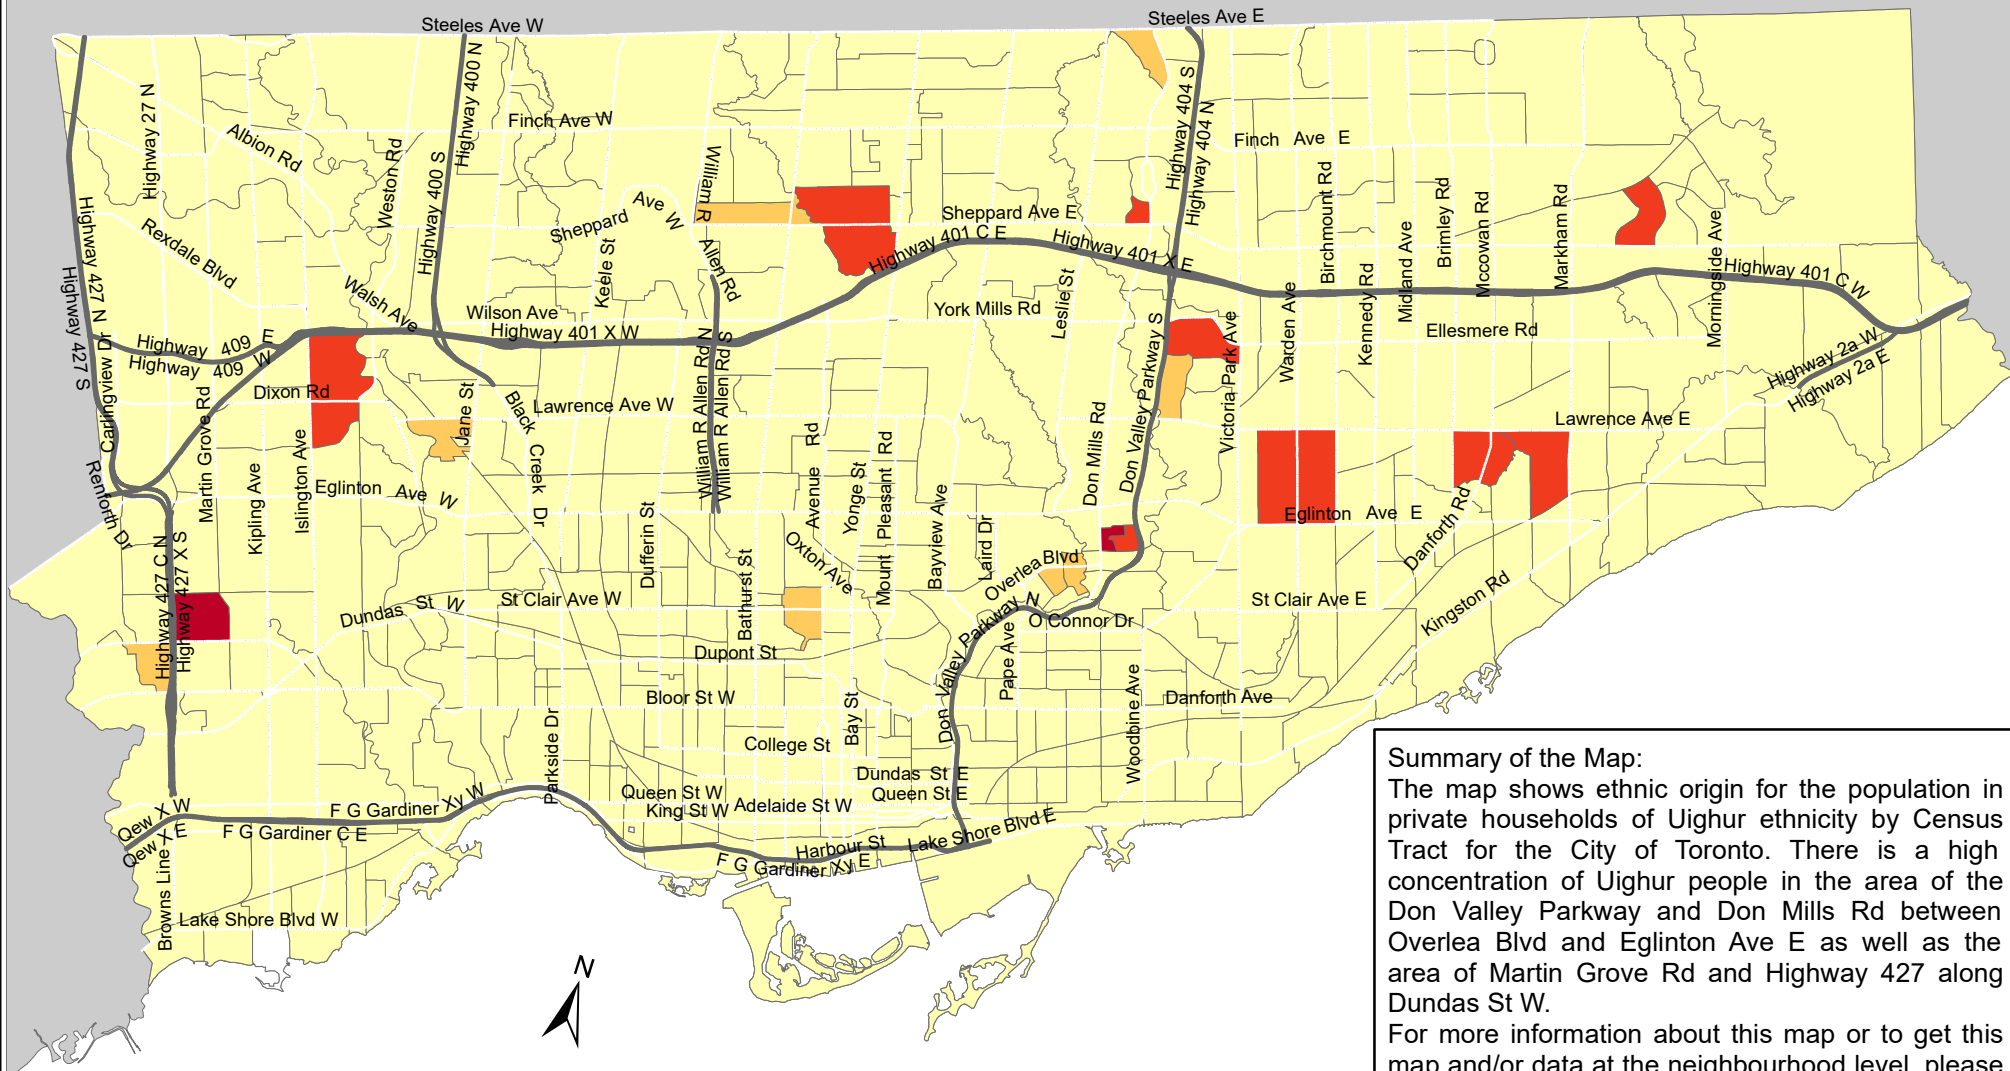 Steeles Ave W
Steeles Ave E
Highway 27 N
Albion Rd
Weston Rd
Highway 400 N
Highway 400 S
Finch Ave W
William R
Allen Rd
Highway 404 S
Highway 404 N
Finch Ave E
Birchmount Rd
Brimley Rd
Mccowan Rd
Markham Rd
Midland Ave
Kennedy Rd
Warden Ave
Morningside Ave
Sheppard Ave W
Sheppard Ave E
Keele St
Highway 401 C E
Highway 401 X E
Highway 401 C W
Highway 427 N
Highway 427 S
Rexdale Blvd
Walsh Ave
Wilson Ave
Highway 401 X W
York Mills Rd
Leslie St
Ellesmere Rd
Highway 2a W
Highway 2a E
Highway 409 E
Highway 409 W
Carlingview Dr
Dixon Rd
Martin Grove Rd
Jane St
Black Creek Dr
Lawrence Ave W
William R Allen Rd N
William R Allen Rd S
Don Mills Rd
Don Valley Parkway S
Victoria Park Ave
Lawrence Ave E
Renforth Dr
Kipling Ave
Islington Ave
Eglinton Ave W
Avenue Rd
Yonge St
Mount Pleasant Rd
Bayview Ave
Laird Dr
Eglinton Ave E
Danforth Rd
Highway 427 C N
Highway 427 X S
Dufferin St
Bathurst St
Oxton Ave
Overlea Blvd
Dundas St W
St Clair Ave W
St Clair Ave E
Kingston Rd
O Connor Dr
Don Valley Parkway N
Pape Ave
Dupont St
Bloor St W
Danforth Ave
Woodbine Ave
Parkside Dr
College St
Bay St
Dundas St E
Queen St E
Queen St W
King St W
Adelaide St W
Qew X W
Qew X E
F G Gardiner Xy W
F G Gardiner C E
Harbour St
Lake Shore Blvd E
F G Gardiner Xy E
Browns Line
Lake Shore Blvd W
N
Summary of the Map:
The map shows ethnic origin for the population in
private households of Uighur ethnicity by Census
Tract for the City of Toronto. There is a high
concentration of Uighur people in the area of the
Don Valley Parkway and Don Mills Rd between
Overlea Blvd and Eglinton Ave E as well as the
area of Martin Grove Rd and Highway 427 along
Dundas St W.
For more information about this map or to get this
map and/or data at the neighbourhood level, please